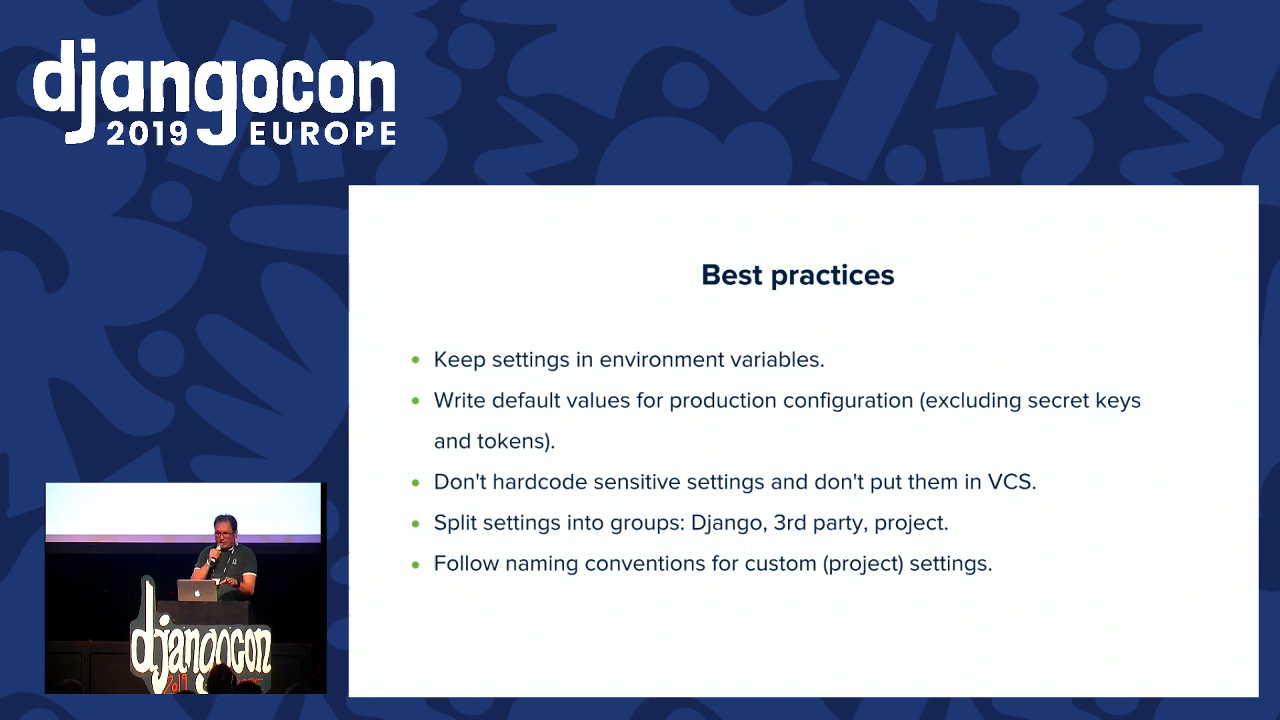 djangocon
2019 EUROPE
Best practices
Keep settings in environment variables.
Write default values for production configuration (excluding secret keys
and tokens).
Don't hardcode sensitive settings and don't put them in VCS.
Split settings into groups: Django, 3rd party, project.
Follow naming conventions for custom (project) settings.
djangocon
2019